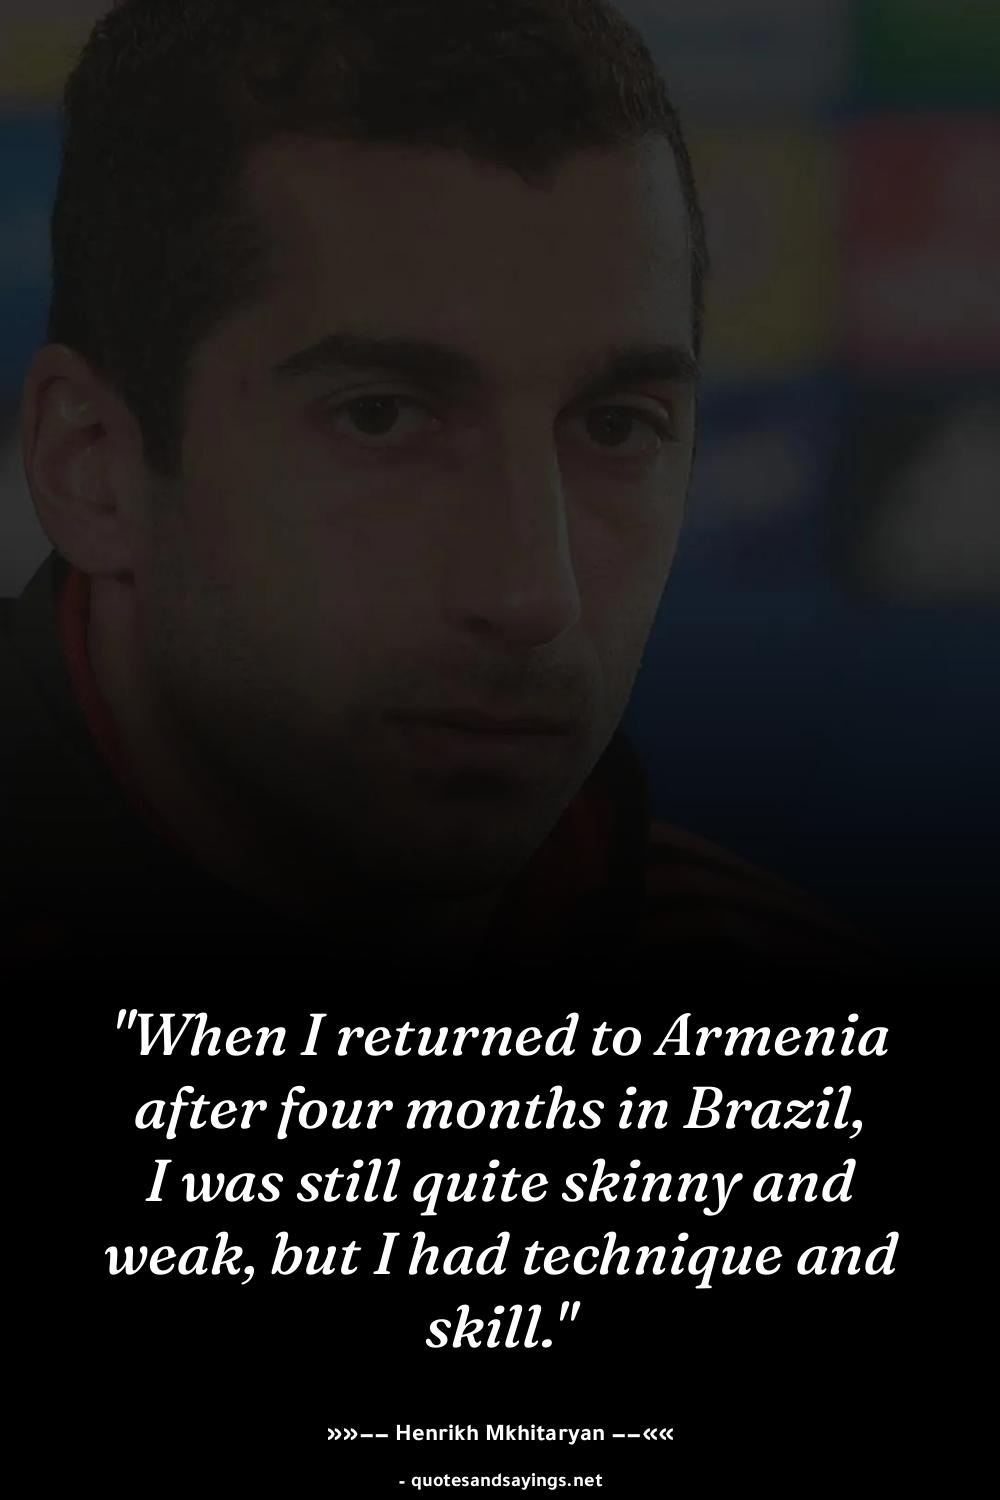 "When I returned to Armenia
after four months in Brazil,
I was still quite skinny and
weak, but I had technique and
skill."
»»−− Henrikh Mkhitaryan −−««
- quotesandsayings.net